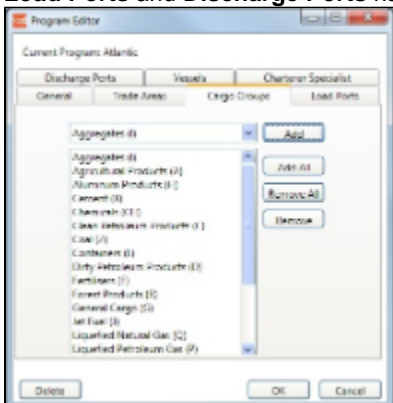 Load Ports and Discharge Ports
Program Editor
Current Program: Atlantic
Discharge Ports Vessels Charterer Specialist
General Trade Areas Cargo Groups Load Ports
Aggregates Add
Aggregates
Agricultural Products Add All
Aluminum Products
Cement Remove All
Chemicals
Clean Petroleum Products Remove
Coal
Containers
Dirty Petroleum Products (D)
Fertilisers
Forest Products
General Cargo (G)
Jet Fuel
Liquefied Natural Gas
Liquefied Petroleum Gas (P)
Delete OK Cancel